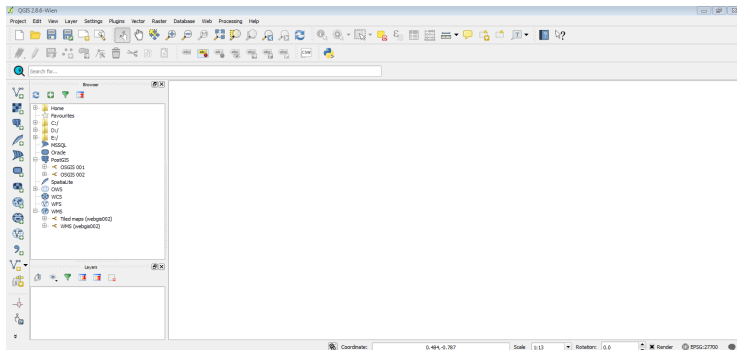 QGIS 2.8.6-Wien
Project Edit View Layer Settings Plugins Vector Raster Database Web Processing Help
CSW
Search for...
Browser
Home
Favourites
C:/
D:/
E:/
MSSQL
Oracle
PostGIS
OSGIS 001
OSGIS 002
SpatiaLite
OWS
WCS
WFS
WMS
Tiled maps (webgis002)
WMS (webgis002)
Layers
Coordinate: 0.484,-0.787 Scale 1:13 Rotation: 0.0 Render EPSG:27700